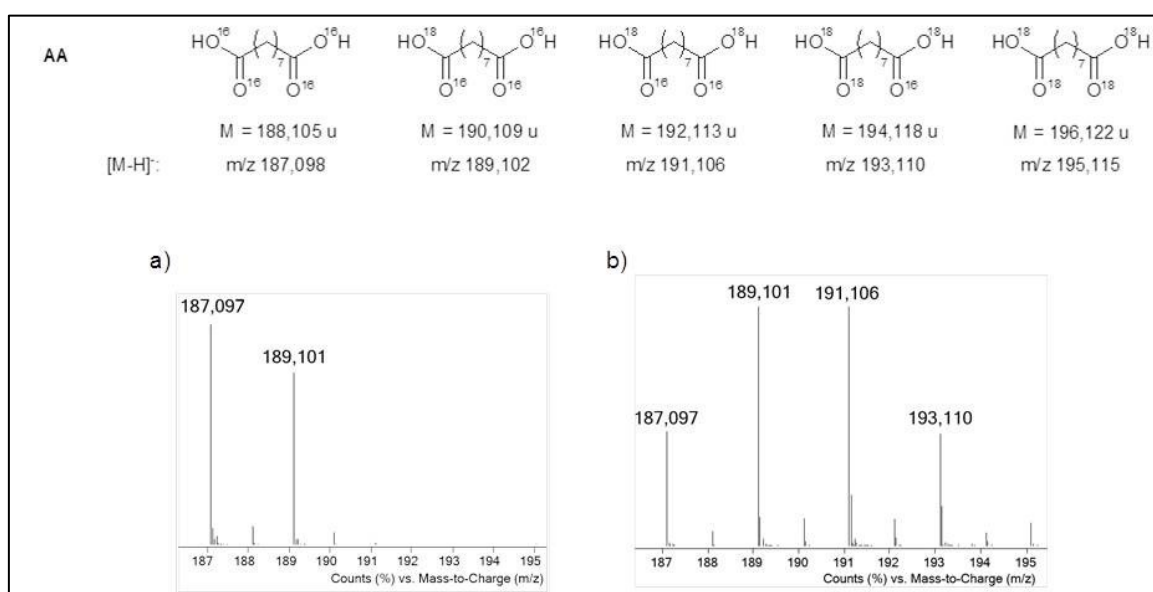 AA
HO¹⁶ O¹⁶H
7
O¹⁶ O¹⁶
M = 188,105 u
HO¹⁸ O¹⁶H
7
O¹⁶ O¹⁶
M = 190,109 u
HO¹⁸ O¹⁸H
7
O¹⁶ O¹⁶
M = 192,113 u
HO¹⁸ O¹⁸H
7
O¹⁸ O¹⁶
M = 194,118 u
HO¹⁸ O¹⁸H
7
O¹⁸ O¹⁸
M = 196,122 u
[M-H]⁻: m/z 187,098 m/z 189,102 m/z 191,106 m/z 193,110 m/z 195,115
a)
187,097
189,101
187 188 189 190 191 192 193 194 195
Counts (%) vs. Mass-to-Charge (m/z)
b)
189,101 191,106
187,097 193,110
187 188 189 190 191 192 193 194 195
Counts (%) vs. Mass-to-Charge (m/z)